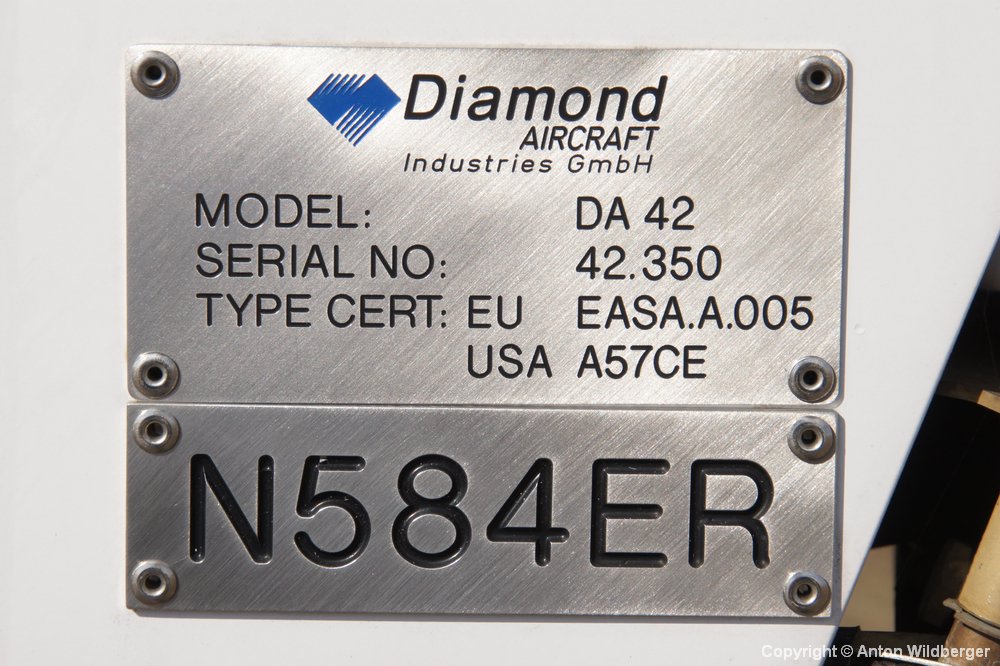 Diamond
AIRCRAFT
Industries GmbH
MODEL: DA 42
SERIAL NO: 42.350
TYPE CERT: EU EASA.A.005
USA A57CE
N584ER
Copyright © Anton Wildberger